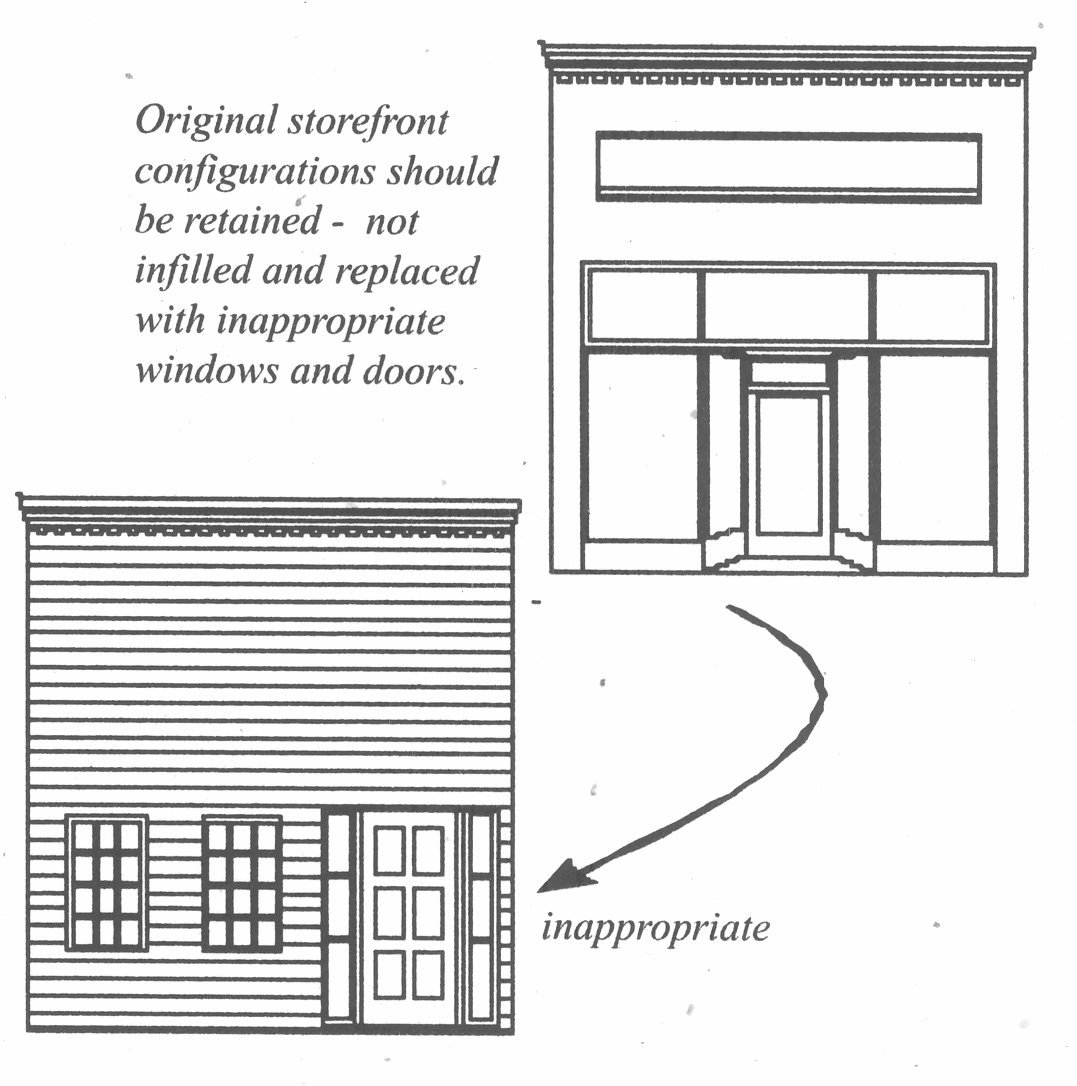 Original storefront
configurations should
be retained -  not
infilled and replaced
with inappropriate
windows and doors.
inappropriate